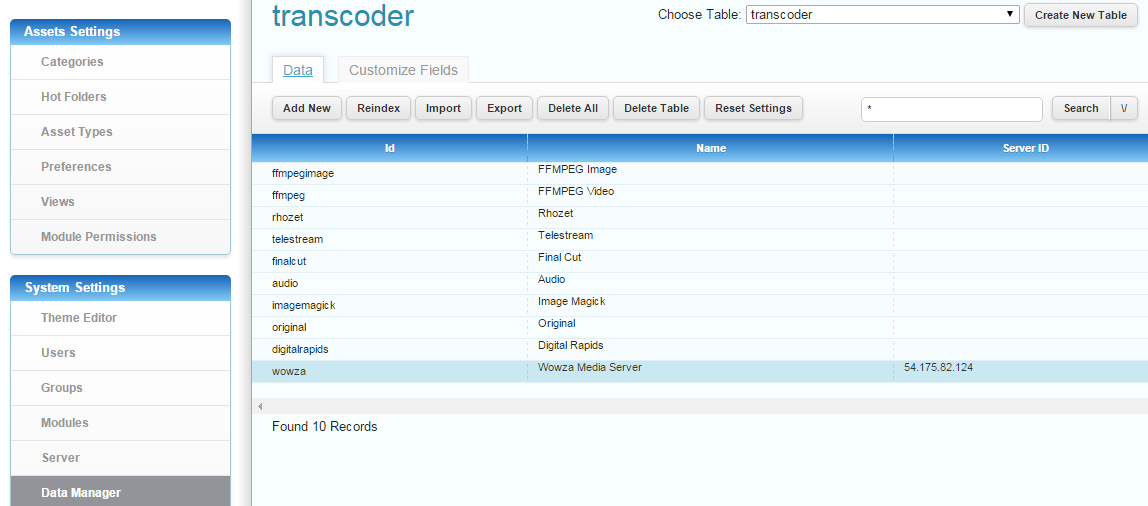 transcoder
Choose Table: transcoder Create New Table
Assets Settings
Categories
Hot Folders
Asset Types
Preferences
Views
Module Permissions
System Settings
Theme Editor
Users
Groups
Modules
Server
Data Manager
Data Customize Fields
Add New Reindex Import Export Delete All Delete Table Reset Settings * Search \/
Id Name Server ID
ffmpegimage FFMPEG Image
ffmpeg FFMPEG Video
rhozet Rhozet
telestream Telestream
finalcut Final Cut
audio Audio
imagemagick Image Magick
original Original
digitalrapids Digital Rapids
wowza Wowza Media Server 54.175.82.124
Found 10 Records